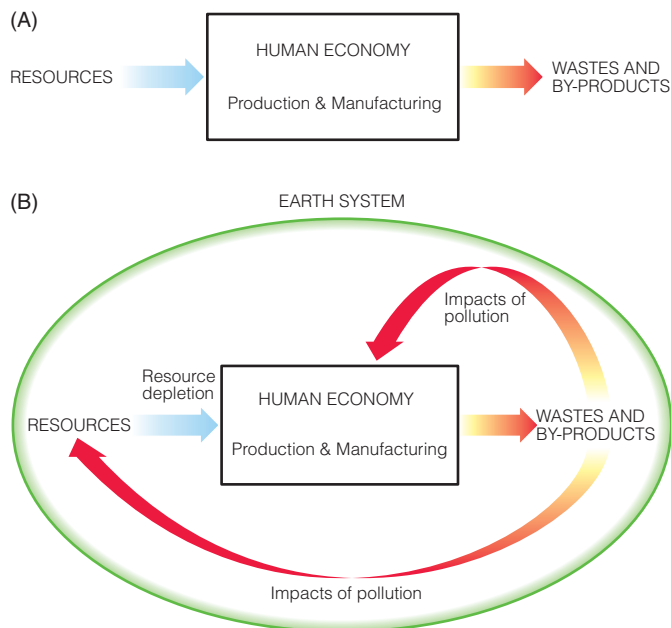 (A)
HUMAN ECONOMY
RESOURCES
Production & Manufacturing
WASTES AND
BY-PRODUCTS
(B)
EARTH SYSTEM
Impacts of
pollution
Resource
depletion
HUMAN ECONOMY
RESOURCES
Production & Manufacturing
WASTES AND
BY-PRODUCTS
Impacts of pollution